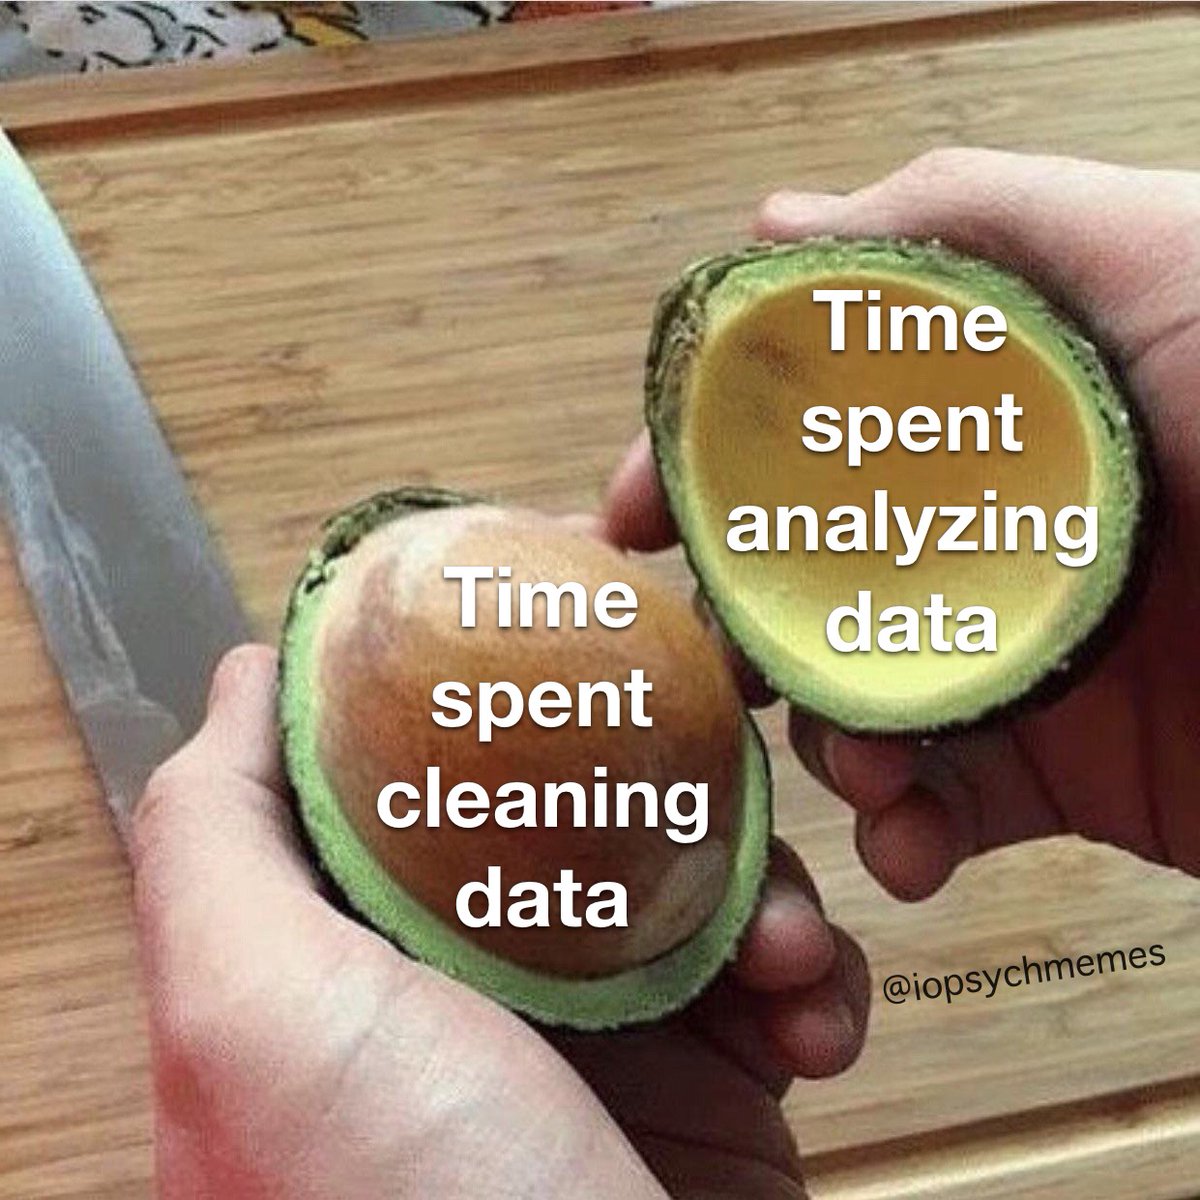 Time
spent
analyzing
data
Time
spent
cleaning
data
@iopsychmemes